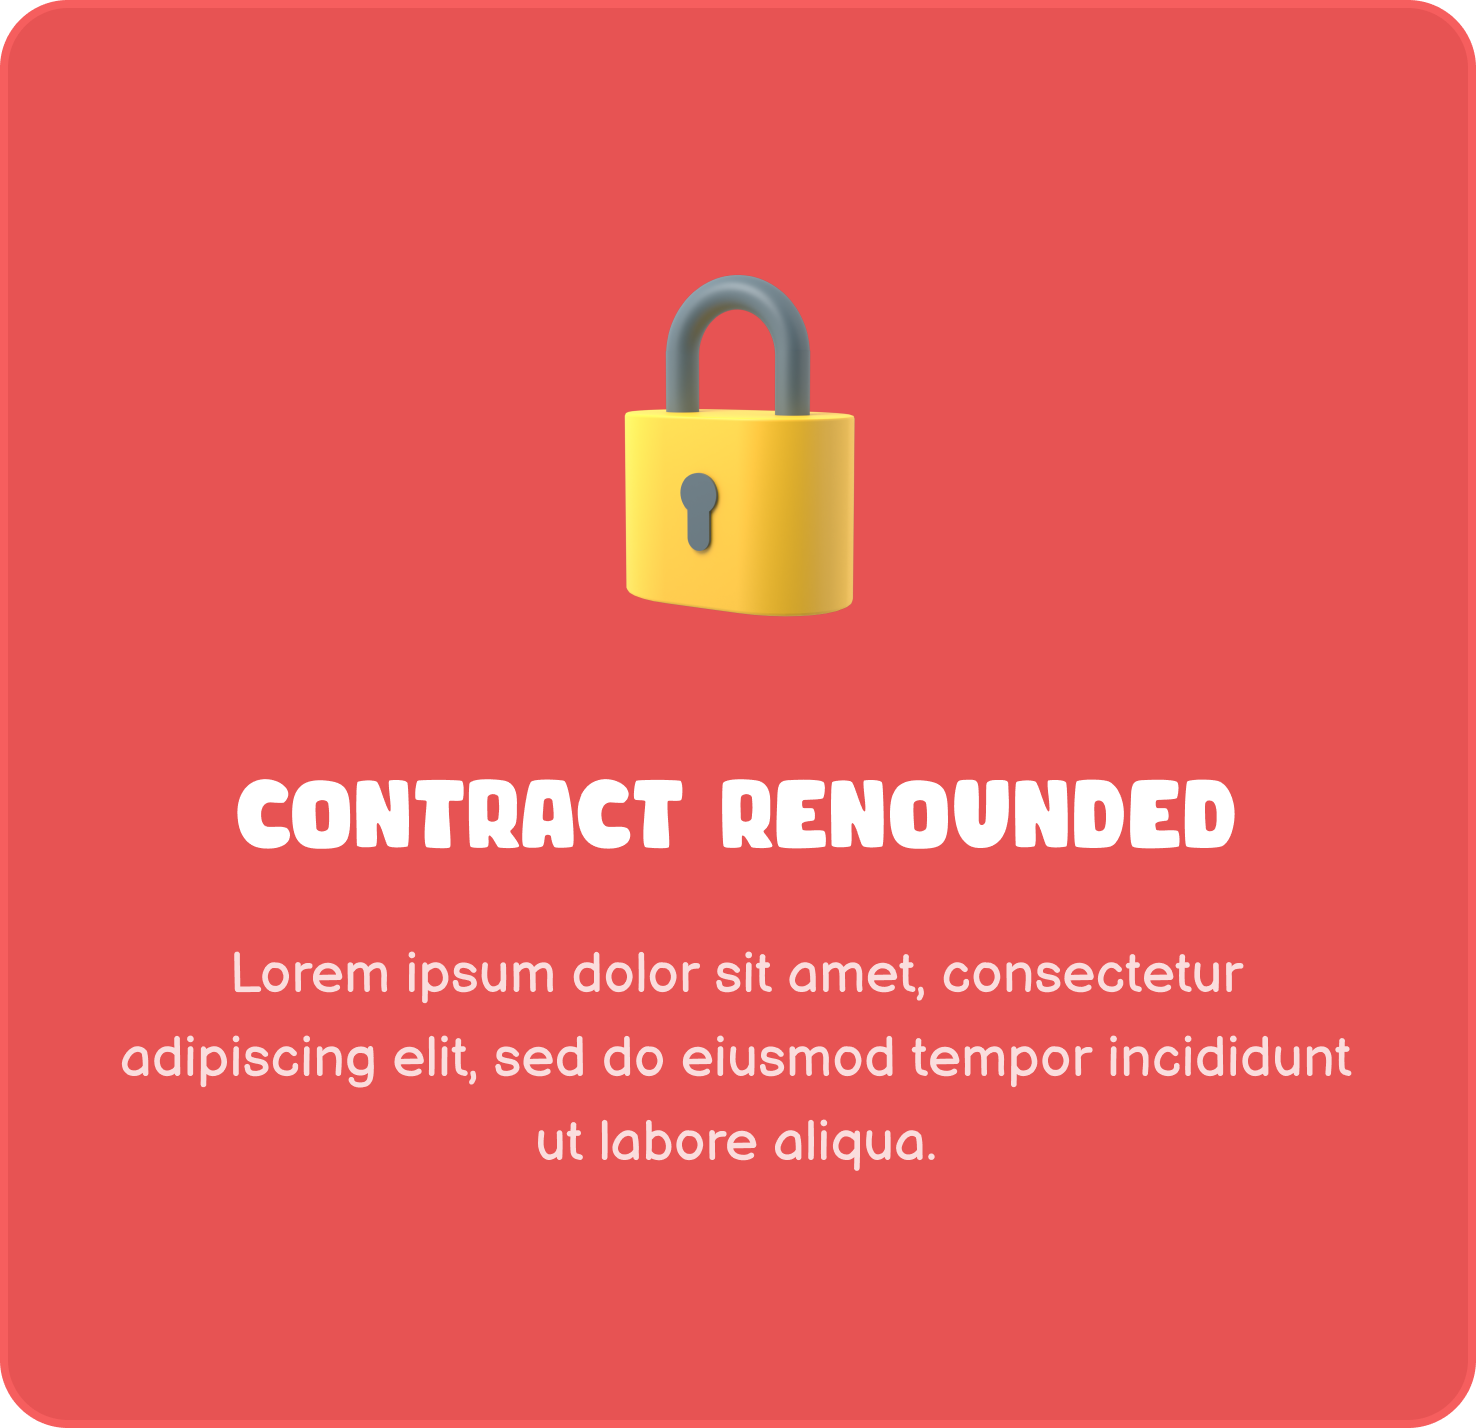 CONTRACT RENOUNDED
Lorem ipsum dolor sit amet, consectetur
adipiscing elit, sed do eiusmod tempor incididunt
ut labore aliqua.